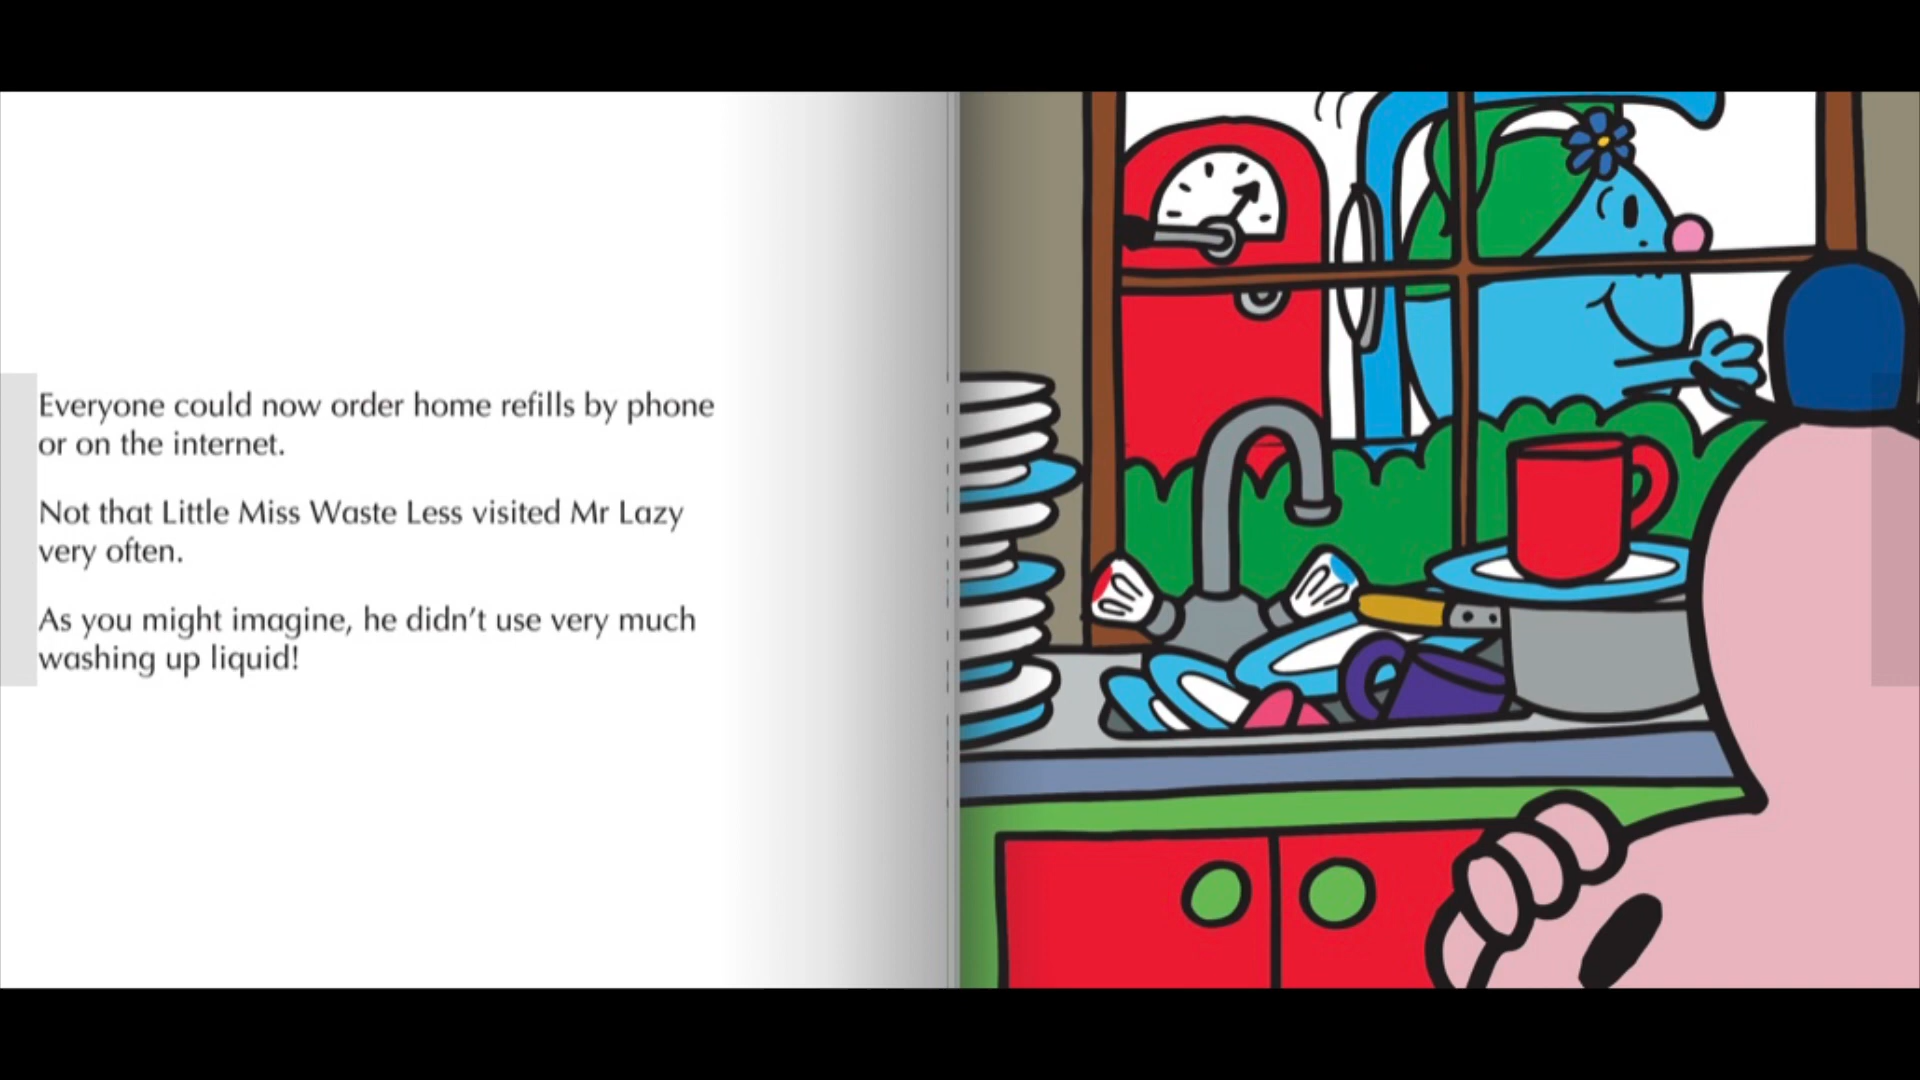 Everyone could now order home refills by phone
or on the internet.
Not that Little Miss Waste Less visited Mr Lazy
very often.
As you might imagine, he didn’t use very much
washing up liquid!